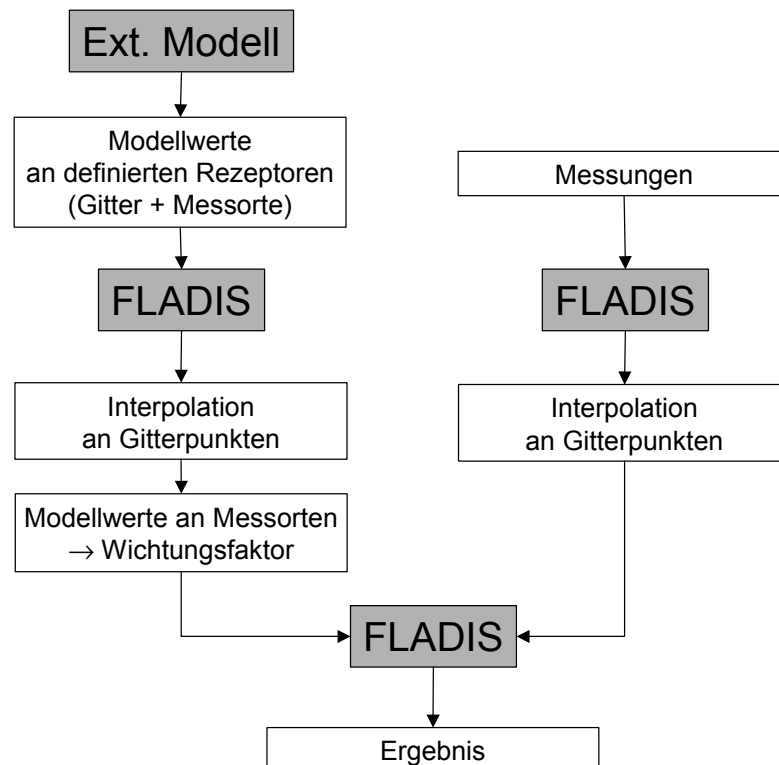 Ext. Modell
Modellwerte
an definierten Rezeptoren
(Gitter + Messorte)
Messungen
FLADIS
FLADIS
Interpolation
an Gitterpunkten
Interpolation
an Gitterpunkten
Modellwerte an Messorten
→ Wichtungsfaktor
FLADIS
Ergebnis